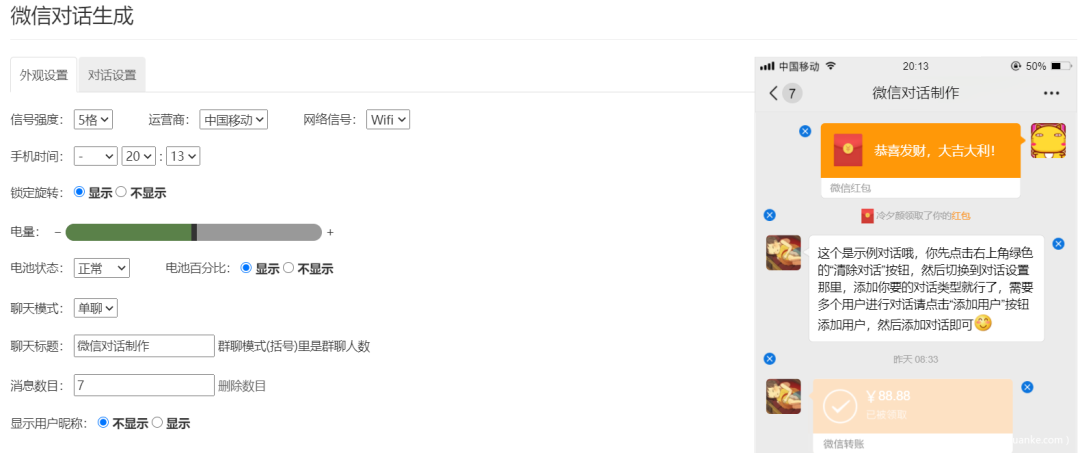 微信对话生成
外观设置 对话设置
信号强度： 5格 运营商： 中国移动 网络信号： Wifi
手机时间： - 20 : 13
锁定旋转： 显示 不显示
电量： - +
电池状态： 正常 电池百分比： 显示 不显示
聊天模式： 单聊
聊天标题： 微信对话制作 群聊模式(括号)里是群聊人数
消息数目： 7 删除数目
显示用户昵称： 不显示 显示
中国移动 20:13 50%
7 微信对话制作
恭喜发财，大吉大利！
微信红包
冷夕颜领取了你的红包
这个是示例对话哦，你先点击右上角绿色
的“清除对话”按钮，然后切换到对话设置
那里，添加你要的对话类型就行了，需要
多个用户进行对话请点击“添加用户”按钮
添加用户，然后添加对话即可
昨天 08:33
￥88.88
已被领取
微信转账